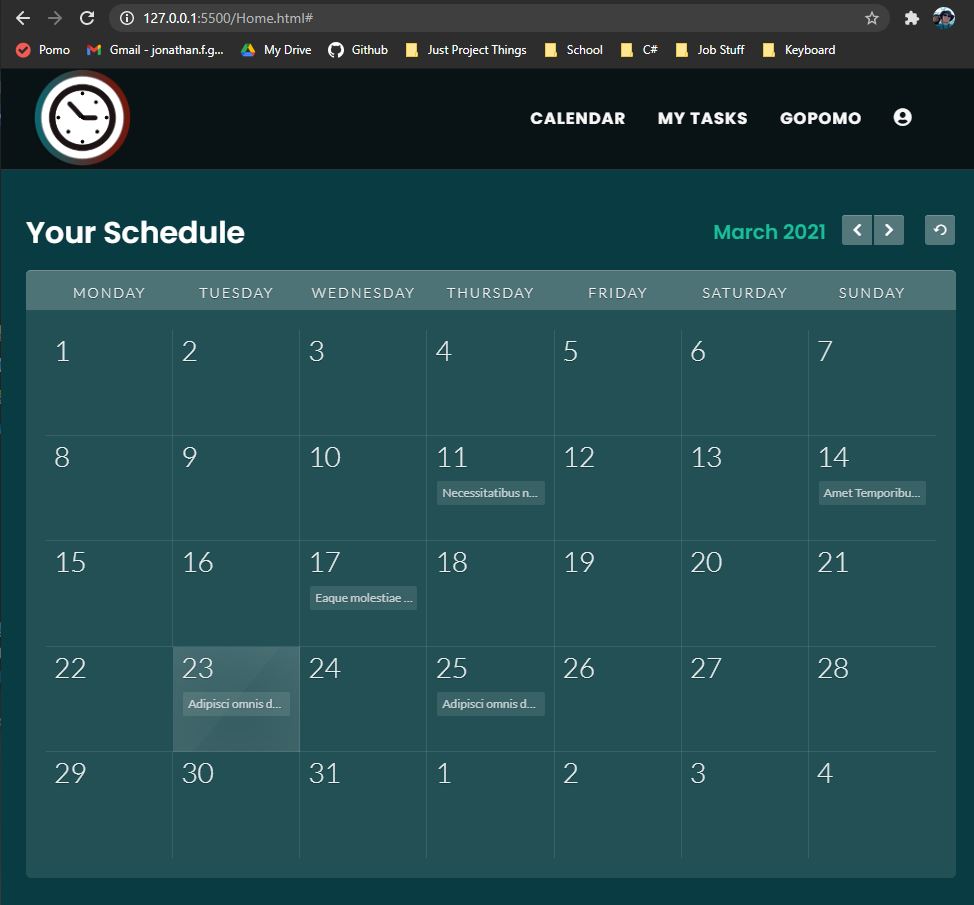 127.0.0.1:5500/Home.html#
Pomo Gmail - jonathan.f.g... My Drive Github Just Project Things School C# Job Stuff Keyboard
CALENDAR MY TASKS GOPOMO
Your Schedule March 2021
MONDAY TUESDAY WEDNESDAY THURSDAY FRIDAY SATURDAY SUNDAY
1 2 3 4 5 6 7
8 9 10 11 12 13 14
Necessitatibus n... Amet Temporibu...
15 16 17 18 19 20 21
Eaque molestiae ...
22 23 24 25 26 27 28
Adipisci omnis d... Adipisci omnis d...
29 30 31 1 2 3 4